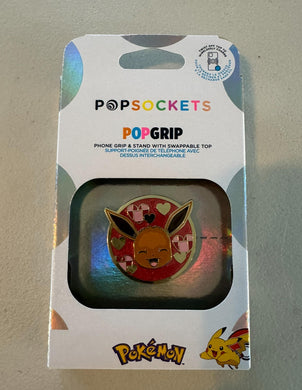 POPSOCKETS
POPGRIP
PHONE GRIP & STAND WITH SWAPPABLE TOP
SUPPORT-POIGNÉE DE TÉLÉPHONE AVEC
DESSUS INTERCHANGEABLE
POKÉMON